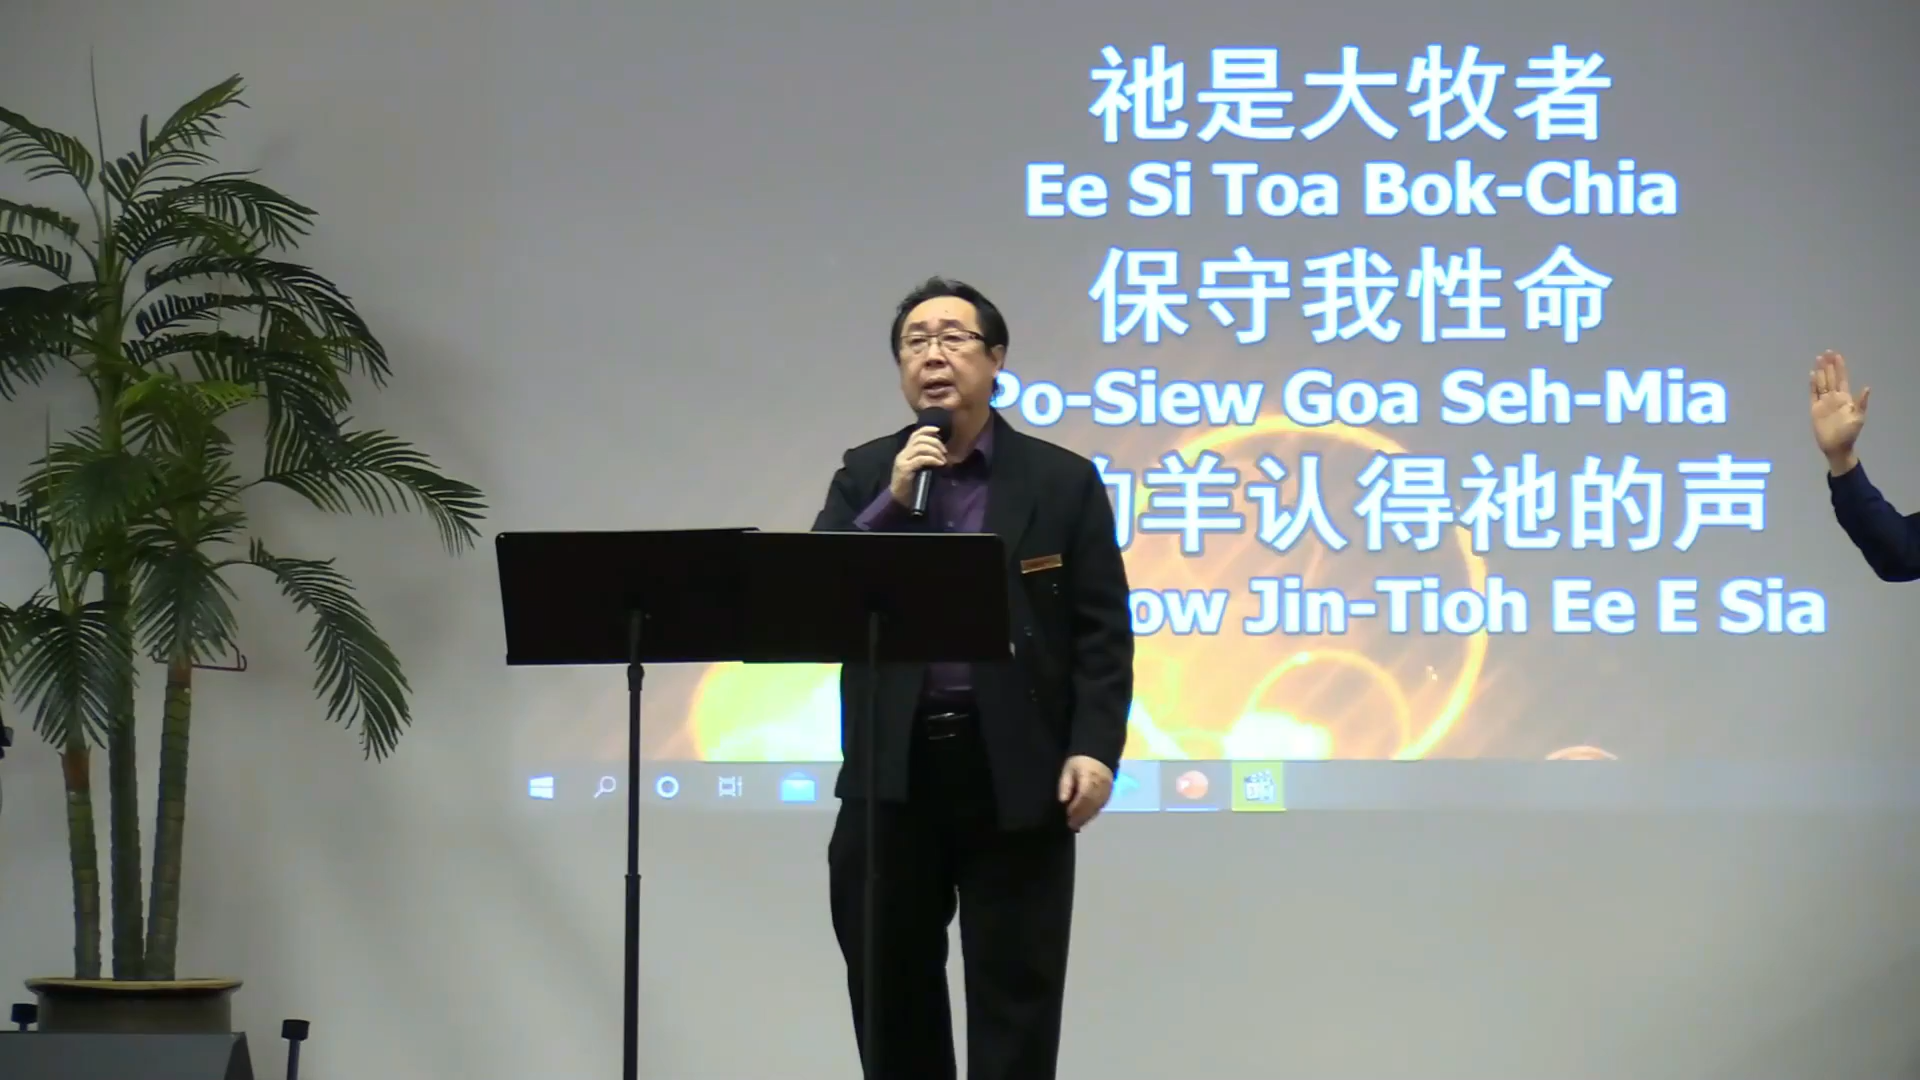 祂是大牧者
Ee Si Toa Bok-Chia
保守我性命
Po-Siew Goa Seh-Mia
的羊认得祂的声
Jin-Tioh Ee E Sia